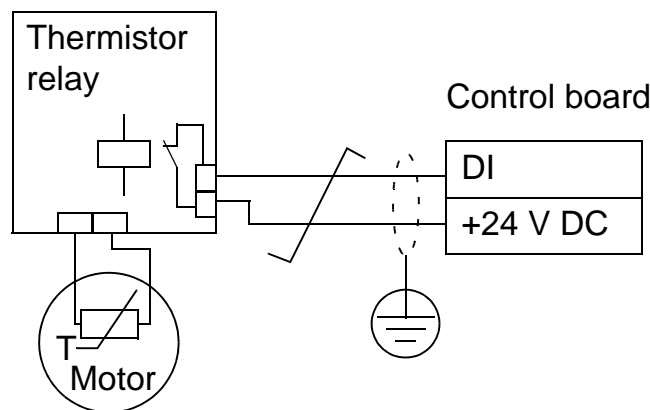 Thermistor
relay
Control board
DI
+24 V DC
T
Motor